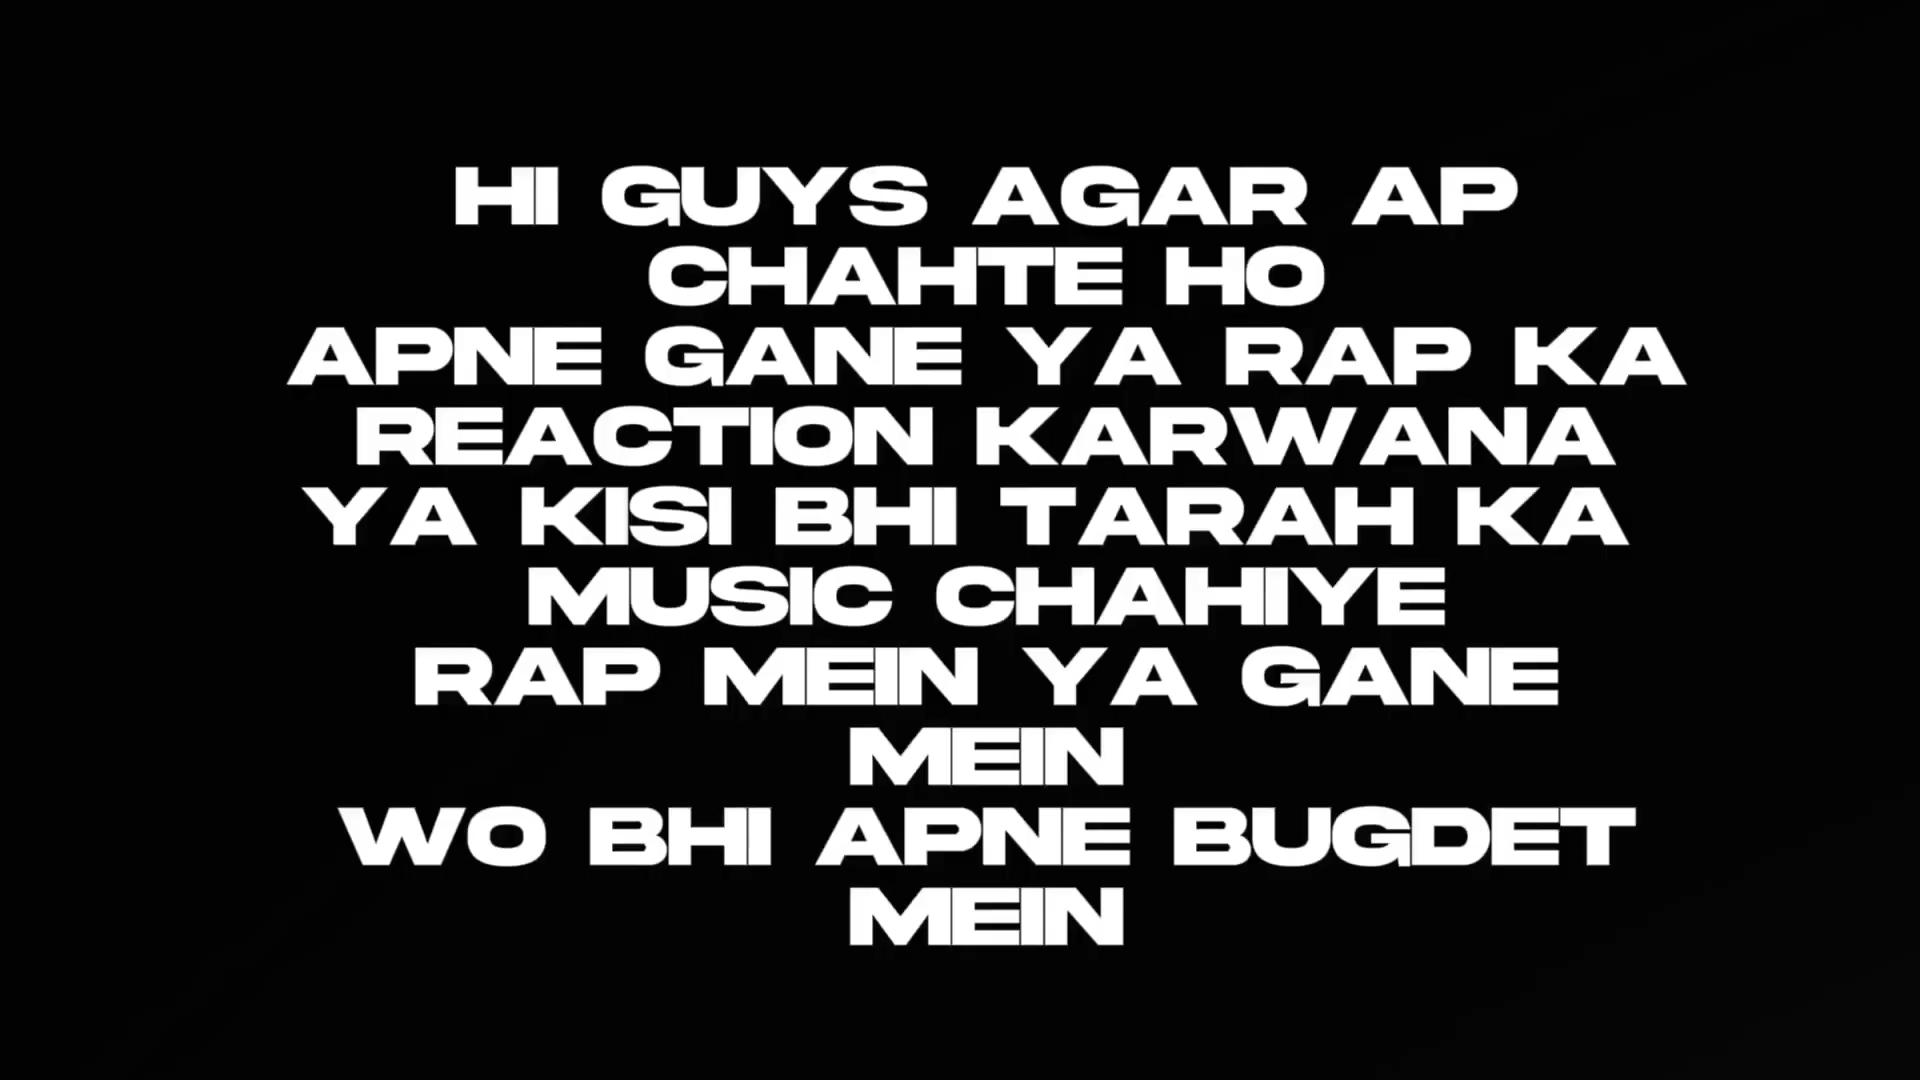 HI GUYS AGAR AP
CHAHTE HO
APNE GANE YA RAP KA
REACTION KARWANA
YA KISI BHI TARAH KA
MUSIC CHAHIYE
RAP MEIN YA GANE
MEIN
WO BHI APNE BUGDET
MEIN